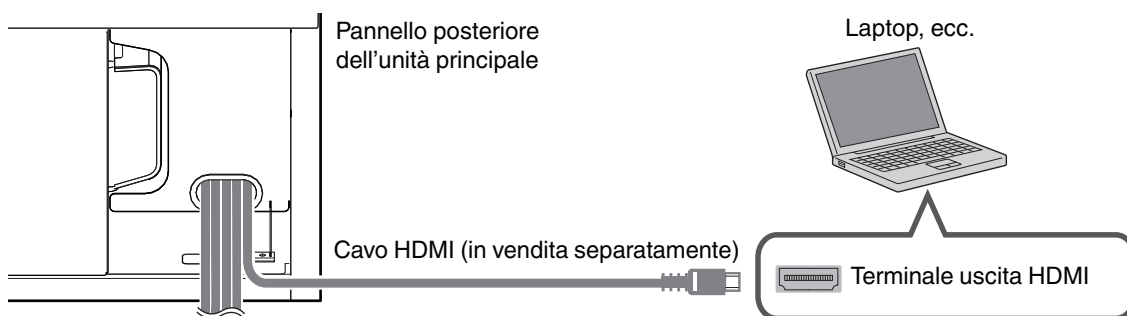 Pannello posteriore
dell'unità principale
Laptop, ecc.
Cavo HDMI (in vendita separatamente)
Terminale uscita HDMI